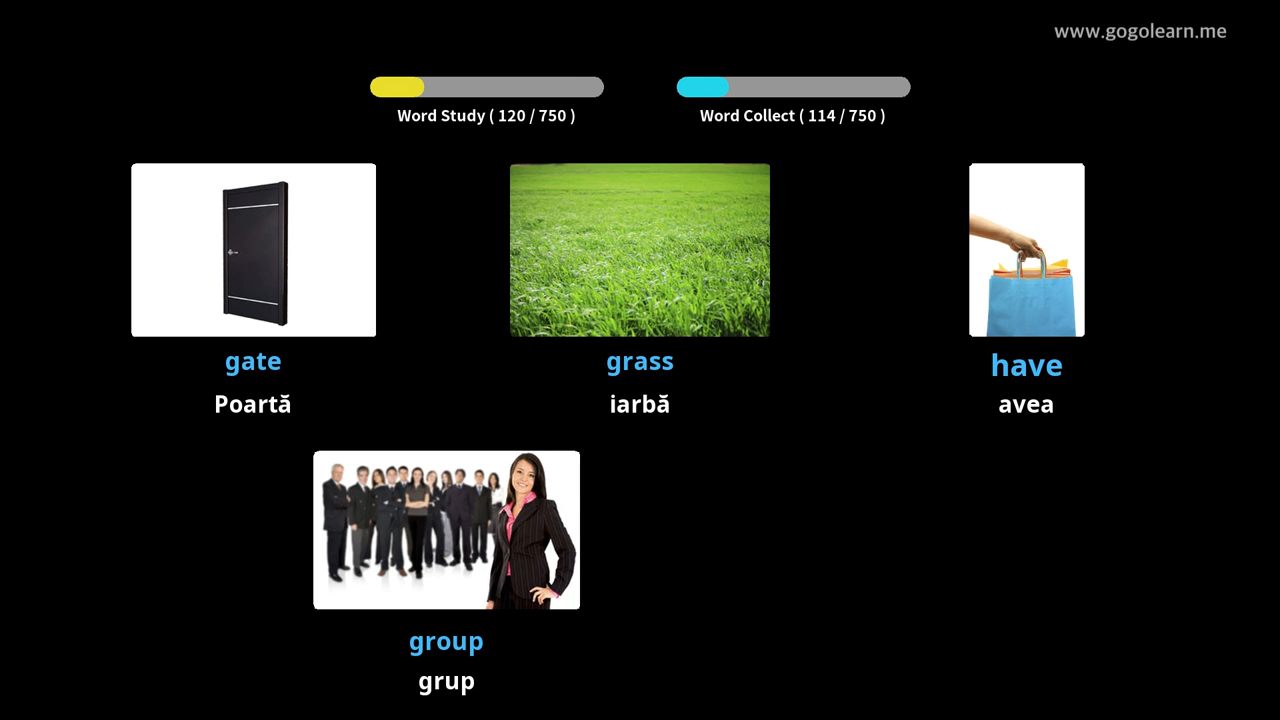 www.gogolearn.me
Word Study ( 120 / 750 )
Word Collect ( 114 / 750 )
gate
Poartă
grass
iarbă
have
avea
group
grup